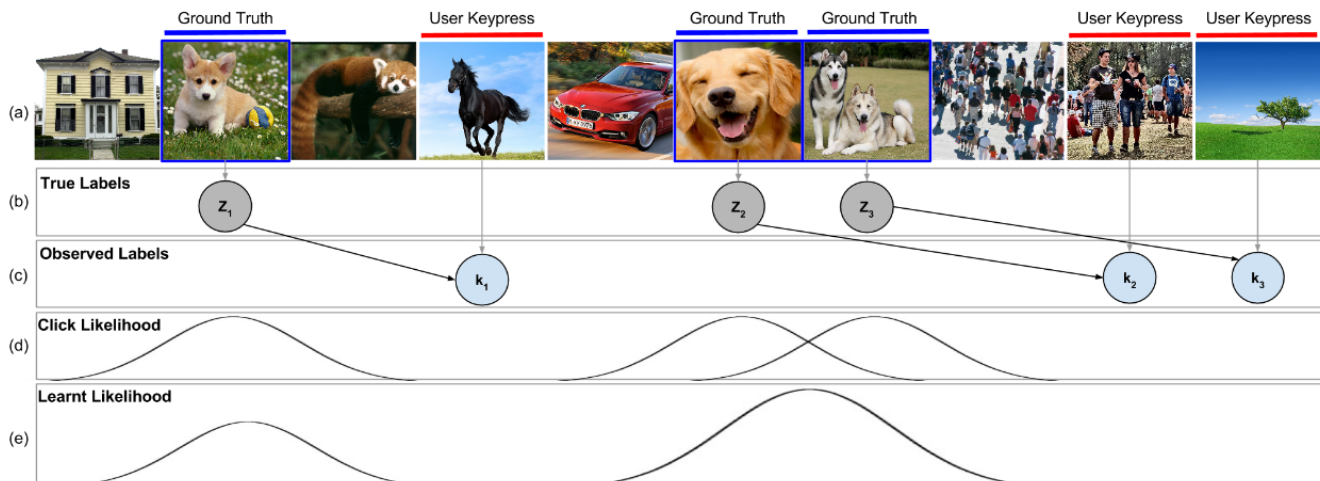 Ground Truth User Keypress Ground Truth Ground Truth User Keypress User Keypress
(a)
True Labels
(b) Z1 Z2 Z3
Observed Labels
(c) k1 k2 k3
Click Likelihood
(d)
Learnt Likelihood
(e)